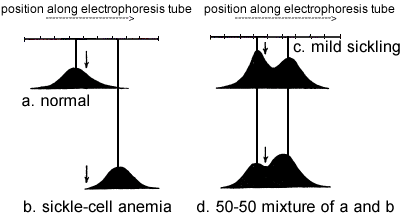 position along electrophoresis tube
position along electrophoresis tube
c. mild sickling
a. normal
b. sickle-cell anemia
d. 50-50 mixture of a and b